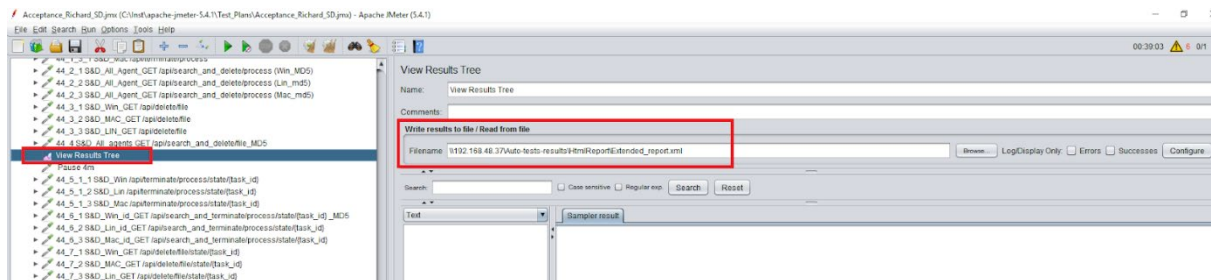 Acceptance_Richard_SD.jmx (C:\Inst\apache-jmeter-5.4.1\Test_Plans\Acceptance_Richard_SD.jmx) - Apache JMeter (5.4.1)
File Edit Search Run Options Tools Help
00:39:03 6 0/1
44_1_3_1 S&D_Mac /api/terminate/process
44_2_1 S&D_All_Agent_GET /api/search_and_delete/process (Win_MD5)
44_2_2 S&D_All_Agent_GET /api/search_and_delete/process (Lin_md5)
44_2_3 S&D_All_Agent_GET /api/search_and_delete/process (Mac_md5)
44_3_1 S&D_Win_GET /api/delete/file
44_3_2 S&D_MAC_GET /api/delete/file
44_3_3 S&D_LIN_GET /api/delete/file
44_4 S&D_All_agents GET /api/search_and_delete/file_MD5
View Results Tree
Pause 4m
44_5_1_1 S&D_Win /api/terminate/process/state/{task_id}
44_5_1_2 S&D_Lin /api/terminate/process/state/{task_id}
44_5_1_3 S&D_Mac /api/terminate/process/state/{task_id}
44_6_1 S&D_Win_id_GET /api/search_and_terminate/process/state/{task_id} _MD5
44_6_2 S&D_Lin_id_GET /api/search_and_terminate/process/state/{task_id}
44_6_3 S&D_Mac_id_GET /api/search_and_terminate/process/state/{task_id}
44_7_1 S&D_Win_GET /api/delete/file/state/{task_id}
44_7_2 S&D_MAC_GET /api/delete/file/state/{task_id}
44_7_3 S&D_Lin_GET /api/delete/file/state/{task_id}
View Results Tree
Name: View Results Tree
Comments:
Write results to file / Read from file
Filename \\192.168.48.37\Auto-tests-results\HtmlReport\Extended_report.xml Browse... Log/Display Only: Errors Successes Configure
Search: Case sensitive Regular exp. Search Reset
Text Sampler result